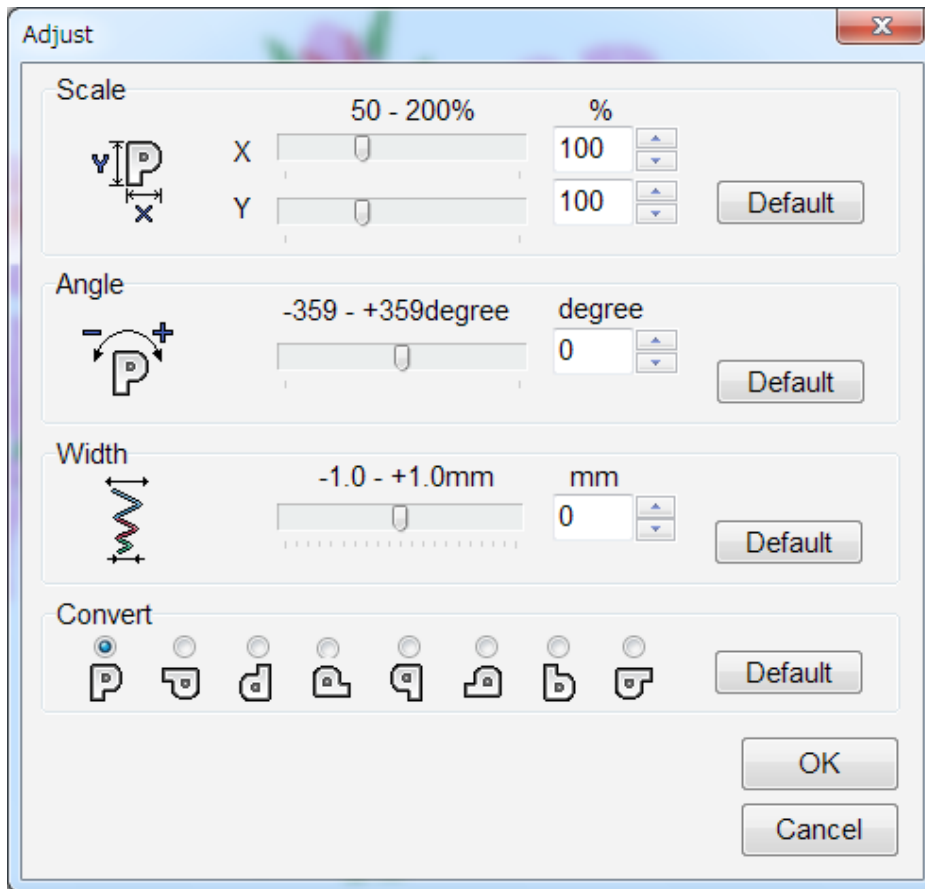 Adjust
Scale
50 - 200% %
X 100
Y 100 Default
Angle
-359 - +359degree degree
0
Default
Width
-1.0 - +1.0mm mm
0
Default
Convert
Default
OK
Cancel